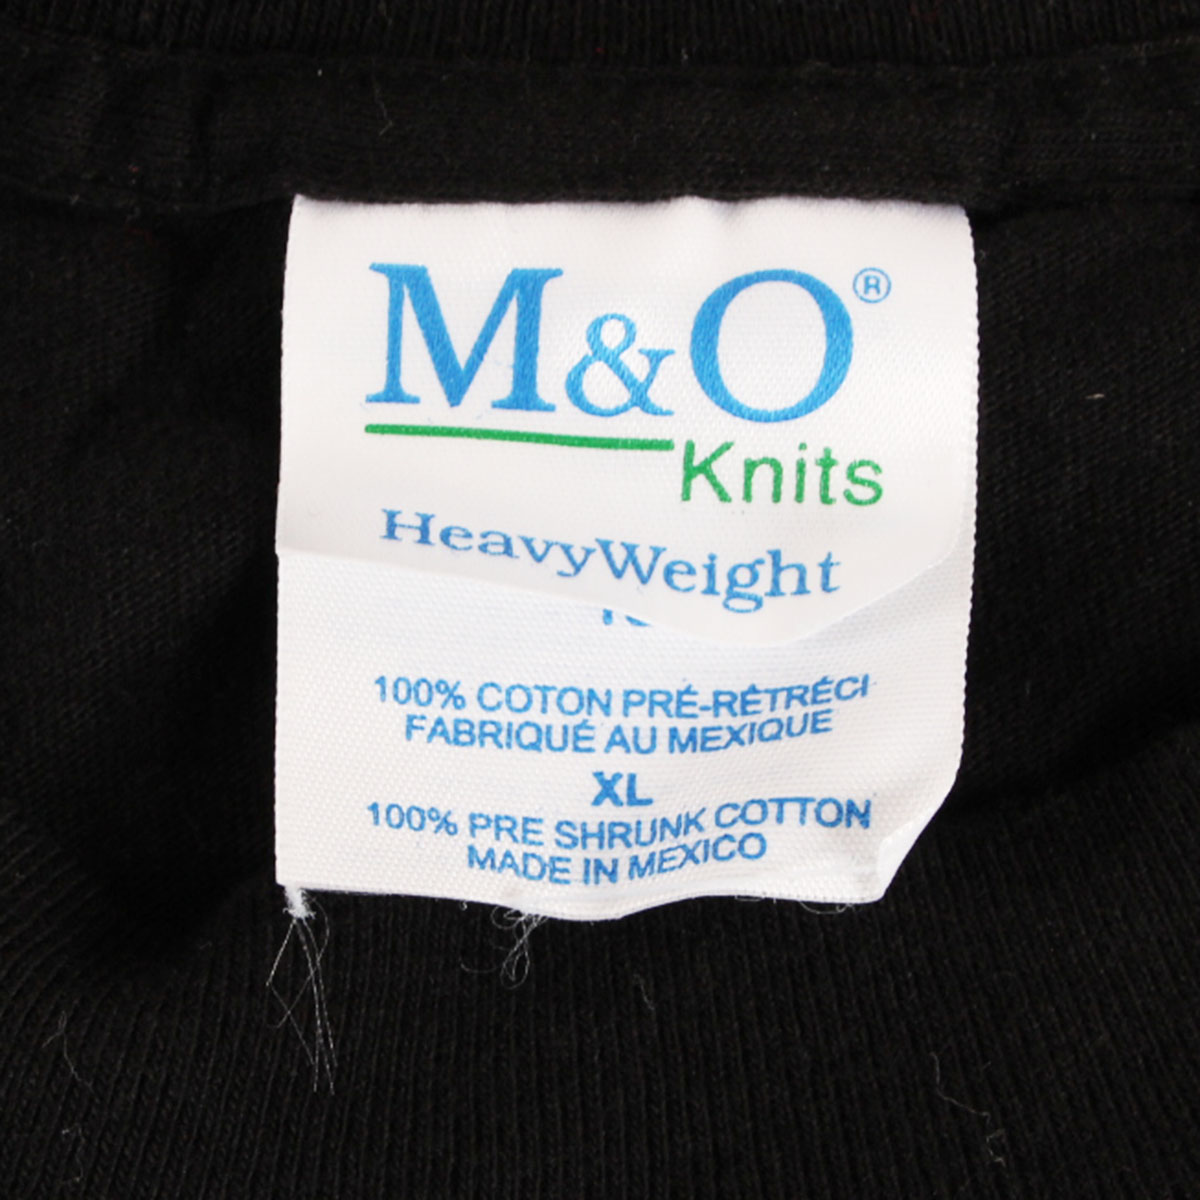 M&O®
Knits
HeavyWeight
100% COTON PRÉ-RÉTRÉCI
FABRIQUÉ AU MEXIQUE
XL
100% PRE SHRUNK COTTON
MADE IN MEXICO